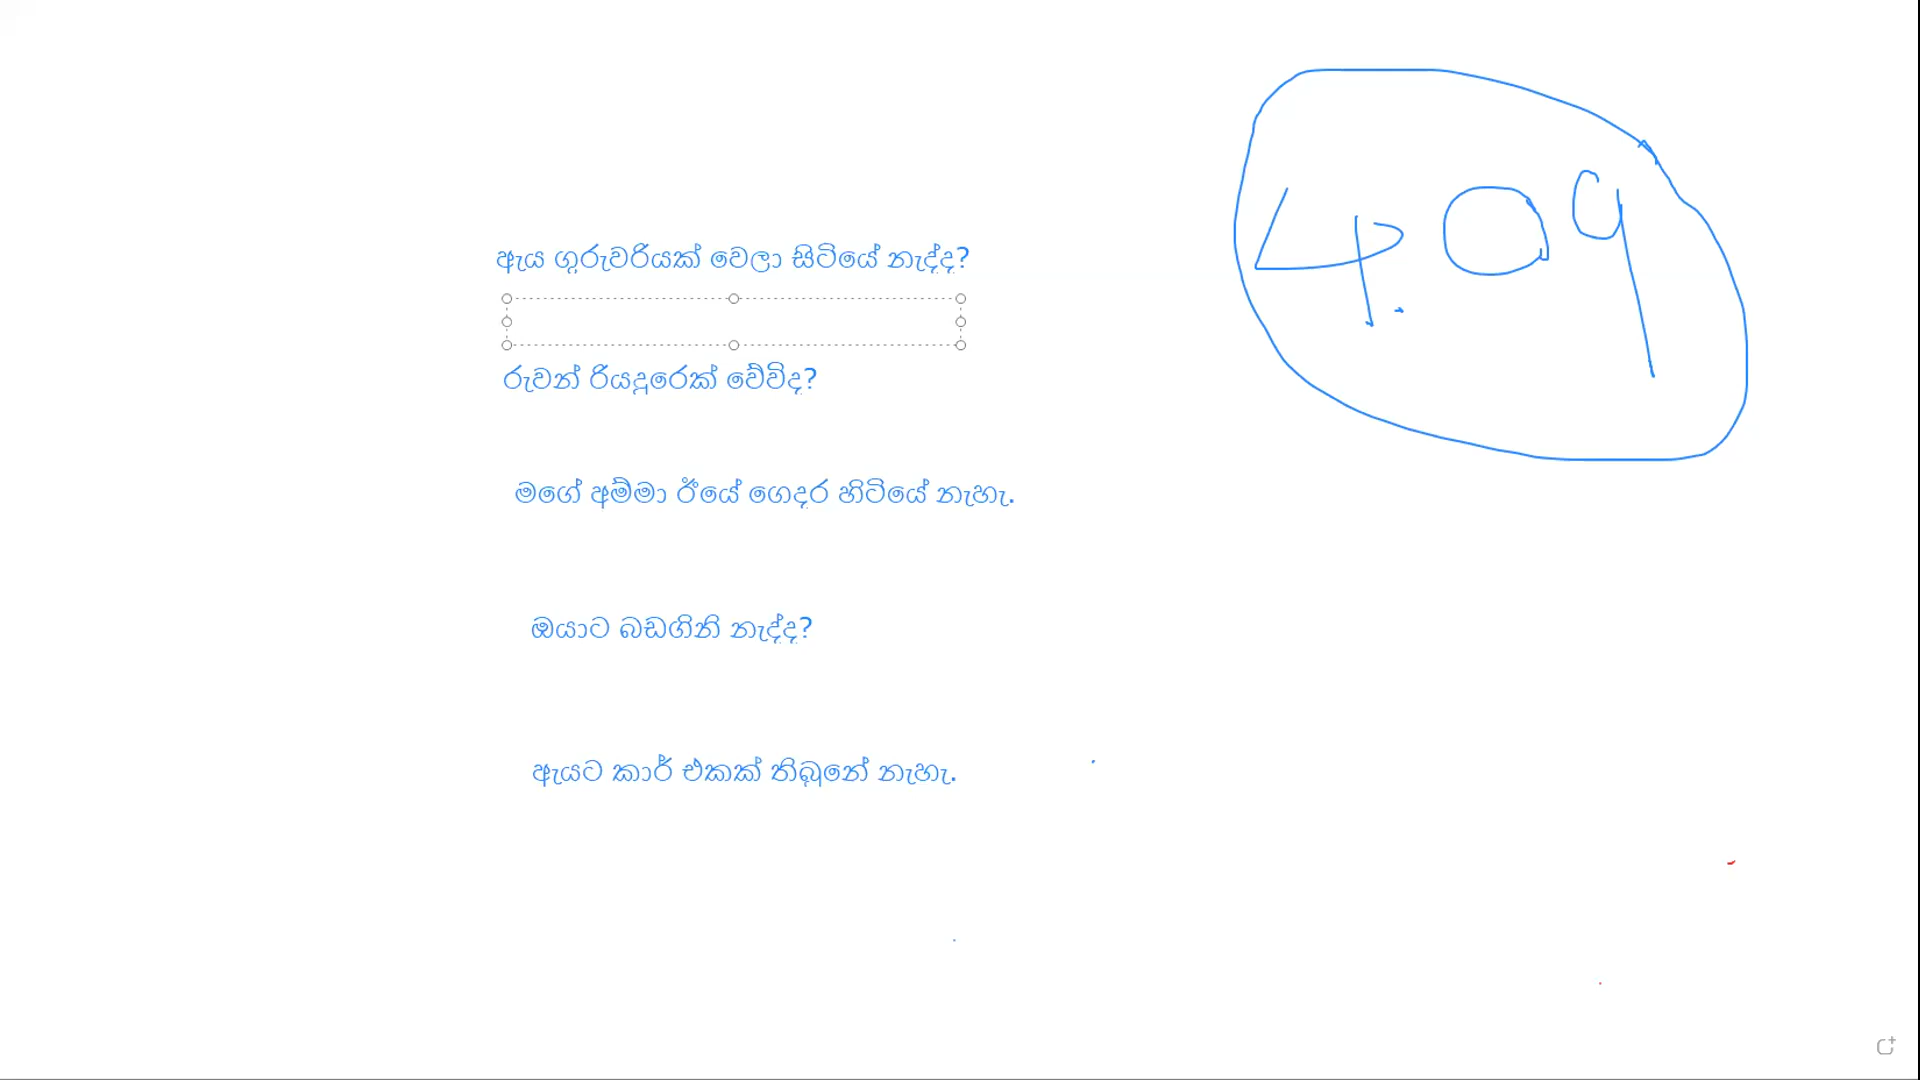 4.09
ඇය ගුරුවරියක් වෙලා සිටියේ නැද්ද?
රුවන් රියදූරෙක් වේවිද?
මගේ අම්මා ඊයේ ගෙදර හිටියේ නැහැ.
ඔයාට බඩගිනි නැද්ද?
ඇයට කාර් එකක් තිබුනේ නැහැ.